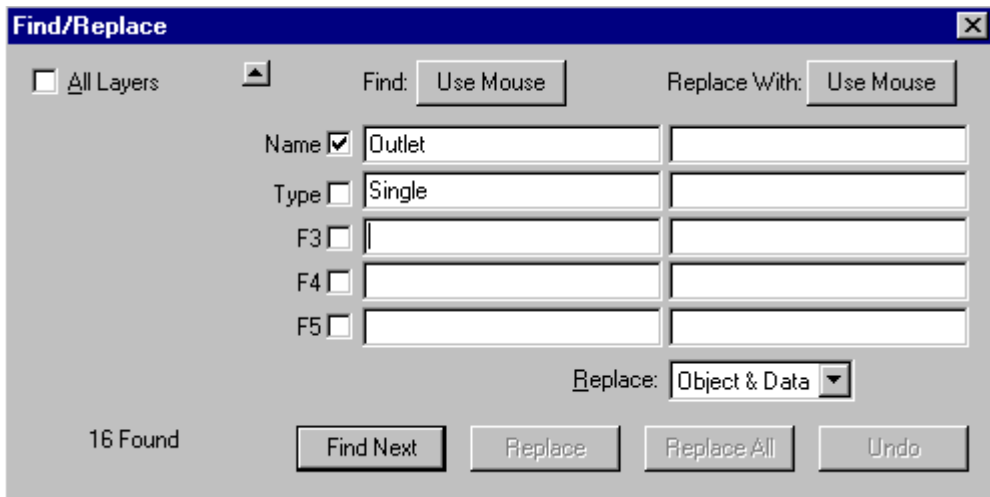 Find/Replace
All Layers Find: Use Mouse Replace With: Use Mouse
Name Outlet
Type Single
F3
F4
F5
Replace: Object & Data
16 Found Find Next Replace Replace All Undo